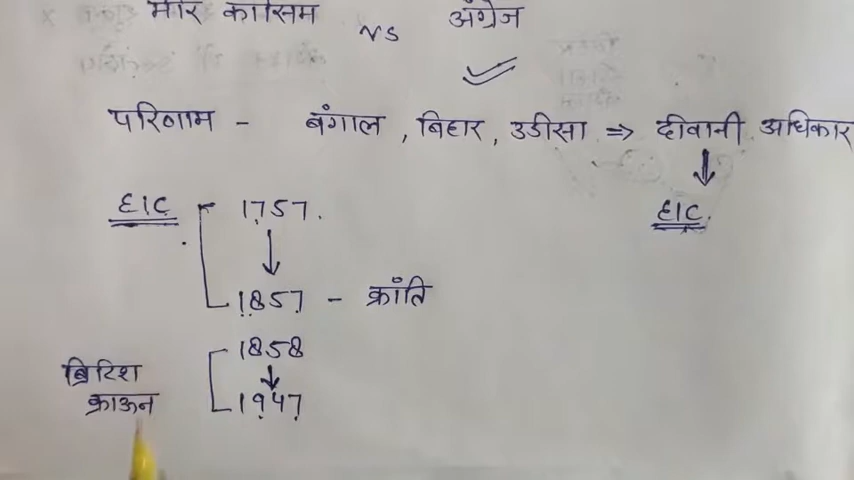 मीर कासिम vs अंग्रेज
परिणाम - बंगाल, बिहार, उडीसा ⇒ दीवानी अधिकार
EIC 1757. EIC.
↓
1857 - क्रांति
1858
ब्रिटिश ↓
क्राऊन 1947